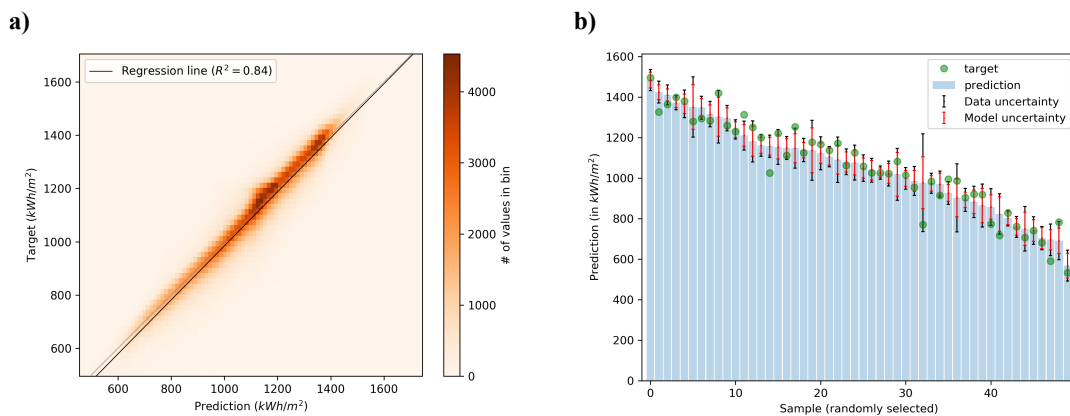 a)
Regression line (R² = 0.84)
1600
1400
1200
1000
800
600
600
800
1000
1200
1400
1600
Target (kWh/m²)
Prediction (kWh/m²)
4000
3000
2000
1000
0
# of values in bin
b)
target
prediction
Data uncertainty
Model uncertainty
1600
1400
1200
1000
800
600
400
200
0
0
10
20
30
40
Prediction (in kWh/m²)
Sample (randomly selected)